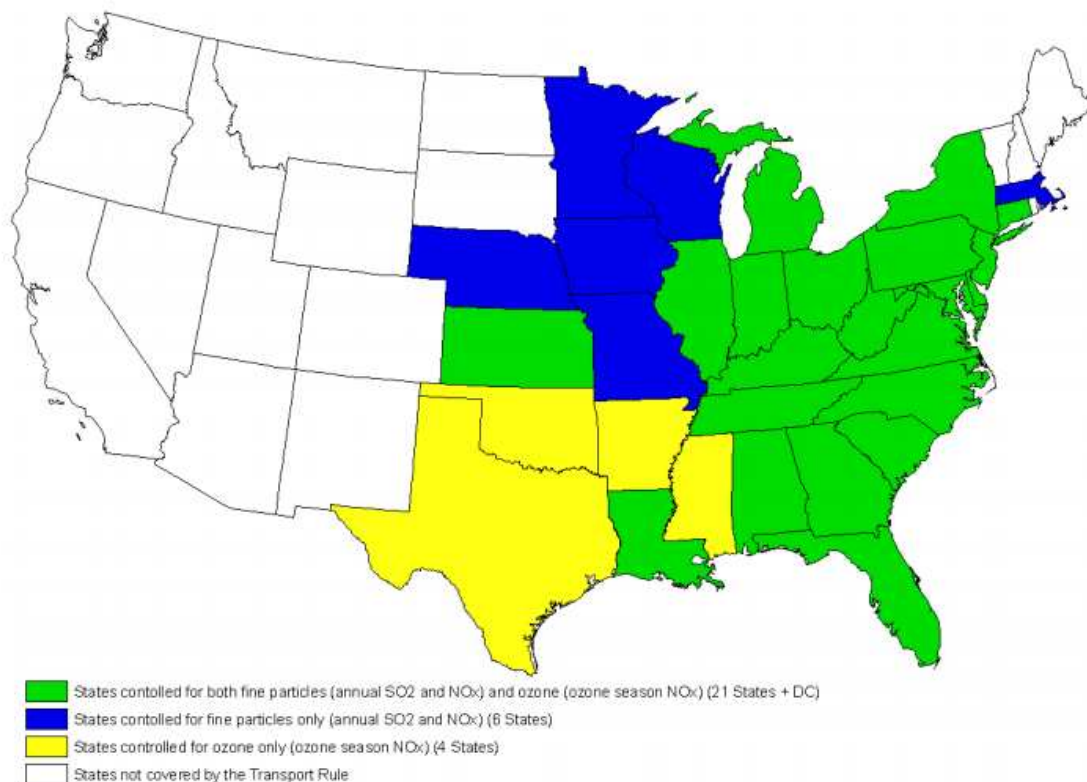 States contolled for both fine particles (annual SO2 and NOx) and ozone (ozone season NOx) (21 States + DC)
States contolled for fine particles only (annual SO2 and NOx) (6 States)
States controlled for ozone only (ozone season NOx) (4 States)
States not covered by the Transport Rule